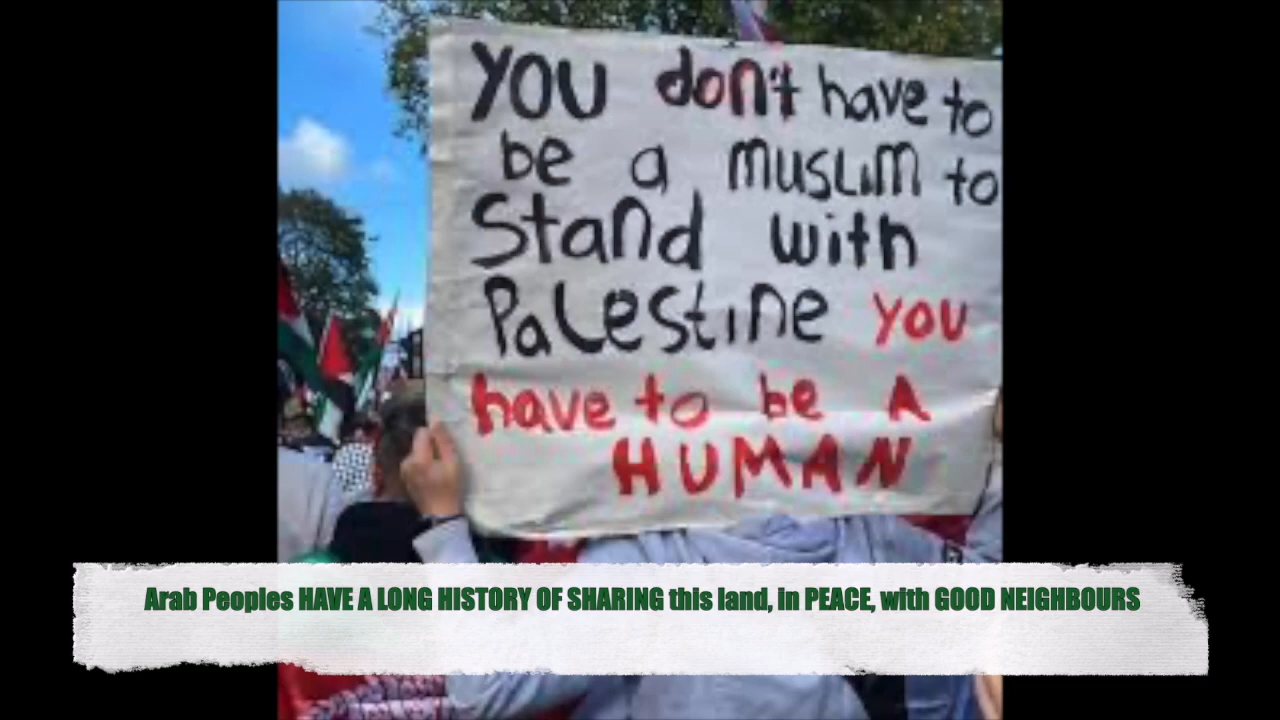 YOU don't have to
be a MUSLIM to
Stand with
Palestine YOU
have to be A
HUMAN
Arab Peoples HAVE A LONG HISTORY OF SHARING this land, in PEACE, with GOOD NEIGHBOURS